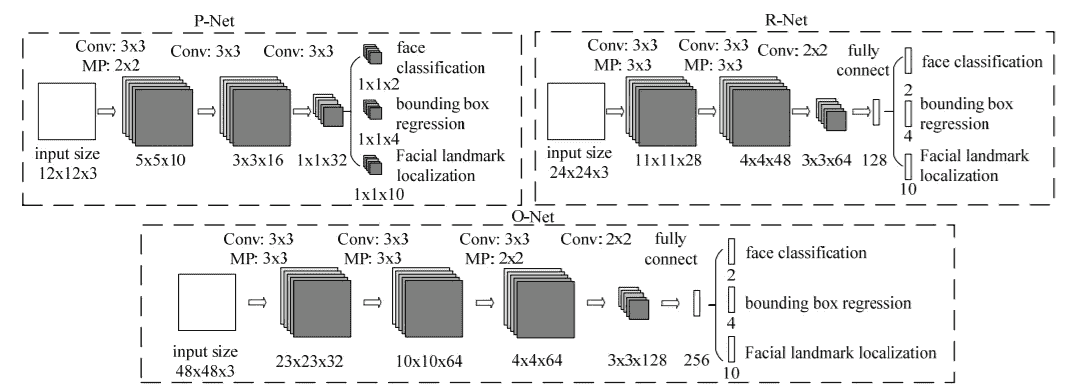 P-Net
Conv: 3x3 Conv: 3x3 Conv: 3x3
MP: 2x2
face
classification
1x1x2
bounding box
regression
1x1x4
Facial landmark
localization
1x1x10
input size
12x12x3
5x5x10
3x3x16
1x1x32
R-Net
Conv: 3x3 Conv: 3x3 Conv: 2x2 fully
MP: 3x3 MP: 3x3 connect
face classification
2
bounding box
regression
4
Facial landmark
localization
10
input size
24x24x3
11x11x28
4x4x48
3x3x64
128
O-Net
Conv: 3x3 Conv: 3x3 Conv: 3x3 Conv: 2x2 fully
MP: 3x3 MP: 3x3 MP: 2x2 connect
face classification
2
bounding box regression
4
Facial landmark localization
10
input size
48x48x3
23x23x32
10x10x64
4x4x64
3x3x128
256